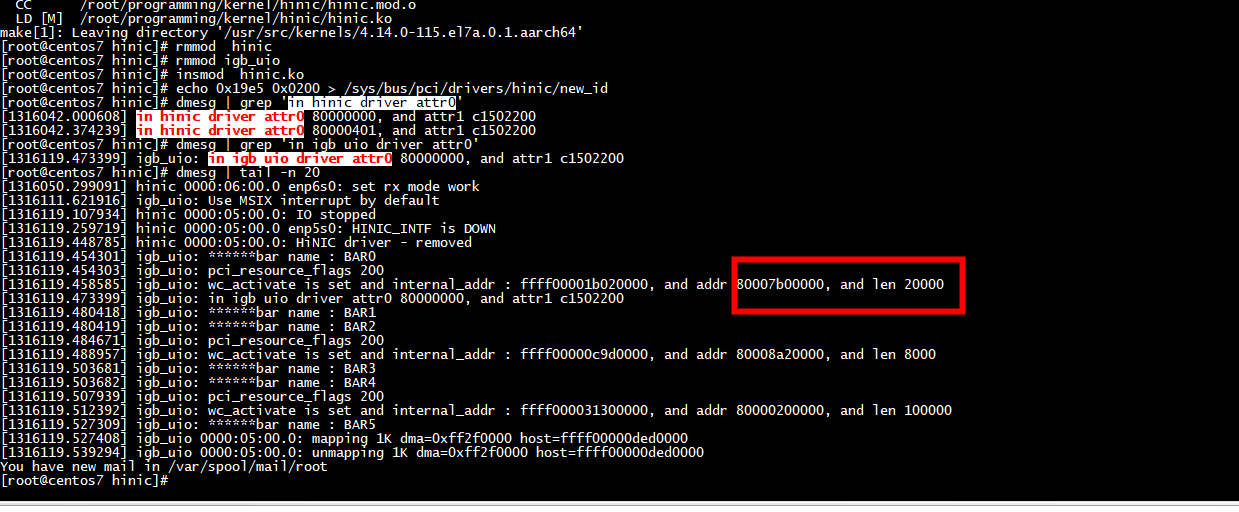 CC      /root/programming/kernel/hinic/hinic.mod.o
LD [M]  /root/programming/kernel/hinic/hinic.ko
make[1]: Leaving directory '/usr/src/kernels/4.14.0-115.el7a.0.1.aarch64'
[root@centos7 hinic]# rmmod  hinic
[root@centos7 hinic]# rmmod igb_uio
[root@centos7 hinic]# insmod  hinic.ko
[root@centos7 hinic]# echo 0x19e5 0x0200 > /sys/bus/pci/drivers/hinic/new_id
[root@centos7 hinic]# dmesg | grep 'in hinic driver attr0'
[1316042.000608] in hinic driver attr0 80000000, and attr1 c1502200
[1316042.374239] in hinic driver attr0 80000401, and attr1 c1502200
[root@centos7 hinic]# dmesg | grep 'in igb uio driver attr0'
[1316119.473399] igb_uio: in igb uio driver attr0 80000000, and attr1 c1502200
[root@centos7 hinic]# dmesg | tail -n 20
[1316050.299091] hinic 0000:06:00.0 enp6s0: set rx mode work
[1316111.621916] igb_uio: Use MSIX interrupt by default
[1316119.107934] hinic 0000:05:00.0: IO stopped
[1316119.259719] hinic 0000:05:00.0 enp5s0: HINIC_INTF is DOWN
[1316119.448785] hinic 0000:05:00.0: HiNIC driver - removed
[1316119.454301] igb_uio: ******bar name : BAR0
[1316119.454303] igb_uio: pci_resource_flags 200
[1316119.458585] igb_uio: wc_activate is set and internal_addr : ffff00001b020000, and addr 80007b00000, and len 20000
[1316119.473399] igb_uio: in igb uio driver attr0 80000000, and attr1 c1502200
[1316119.480418] igb_uio: ******bar name : BAR1
[1316119.480419] igb_uio: ******bar name : BAR2
[1316119.484671] igb_uio: pci_resource_flags 200
[1316119.488957] igb_uio: wc_activate is set and internal_addr : ffff00000c9d0000, and addr 80008a20000, and len 8000
[1316119.503681] igb_uio: ******bar name : BAR3
[1316119.503682] igb_uio: ******bar name : BAR4
[1316119.507939] igb_uio: pci_resource_flags 200
[1316119.512392] igb_uio: wc_activate is set and internal_addr : ffff000031300000, and addr 80000200000, and len 100000
[1316119.527309] igb_uio: ******bar name : BAR5
[1316119.527408] igb_uio 0000:05:00.0: mapping 1K dma=0xff2f0000 host=ffff00000ded0000
[1316119.539294] igb_uio 0000:05:00.0: unmapping 1K dma=0xff2f0000 host=ffff00000ded0000
You have new mail in /var/spool/mail/root
[root@centos7 hinic]#